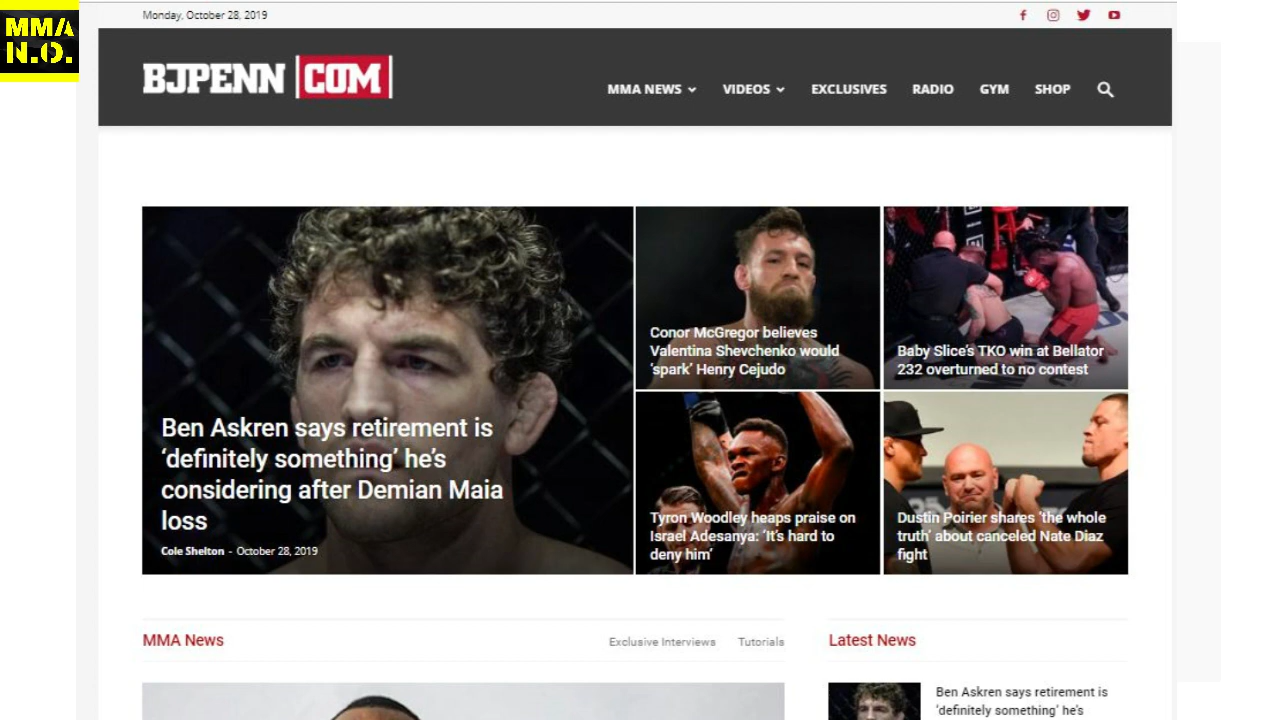 MMA
N.O.
Monday, October 28, 2019
BJPENN COM
MMA NEWS
VIDEOS
EXCLUSIVES
RADIO
GYM
SHOP
Ben Askren says retirement is
‘definitely something’ he’s
considering after Demian Maia
loss
Cole Shelton - October 28, 2019
Conor McGregor believes
Valentina Shevchenko would
‘spark’ Henry Cejudo
Baby Slice’s TKO win at Bellator
232 overturned to no contest
Tyron Woodley heaps praise on
Israel Adesanya: ‘It’s hard to
deny him’
Dustin Poirier shares ‘the whole
truth’ about canceled Nate Diaz
fight
MMA News
Exclusive Interviews
Tutorials
Latest News
Ben Askren says retirement is
‘definitely something’ he’s